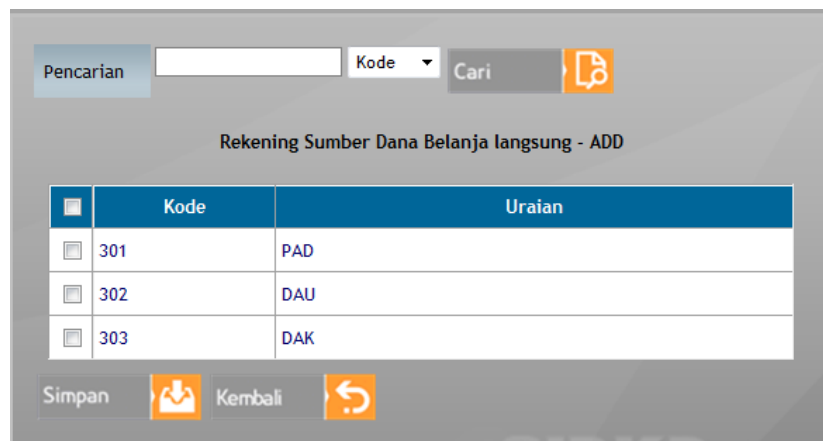 Pencarian Kode Cari
Rekening Sumber Dana Belanja langsung - ADD
Kode Uraian
301 PAD
302 DAU
303 DAK
Simpan Kembali